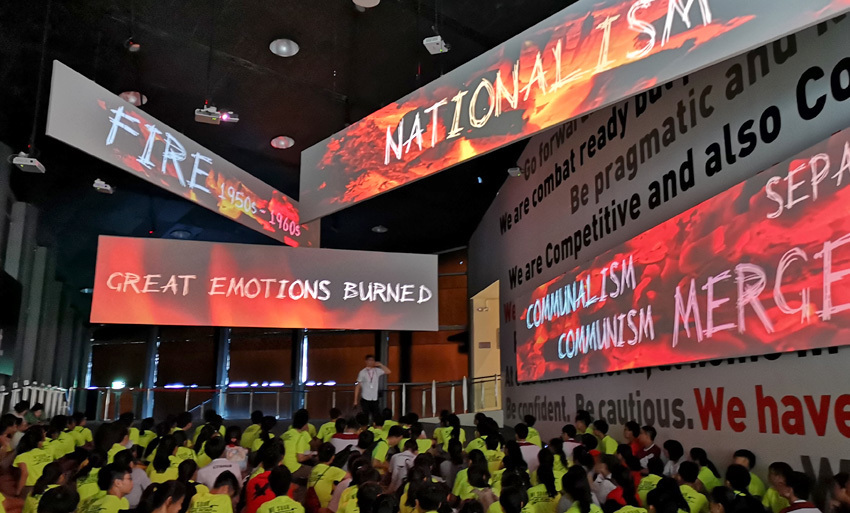 FIRE
1950s - 1960s
NATIONALISM
GREAT EMOTIONS BURNED
COMMUNALISM
COMMUNISM
MERGE
Go forward
We are combat ready but
Be pragmatic and
We are Competitive and also
Be confident. Be cautious. We have